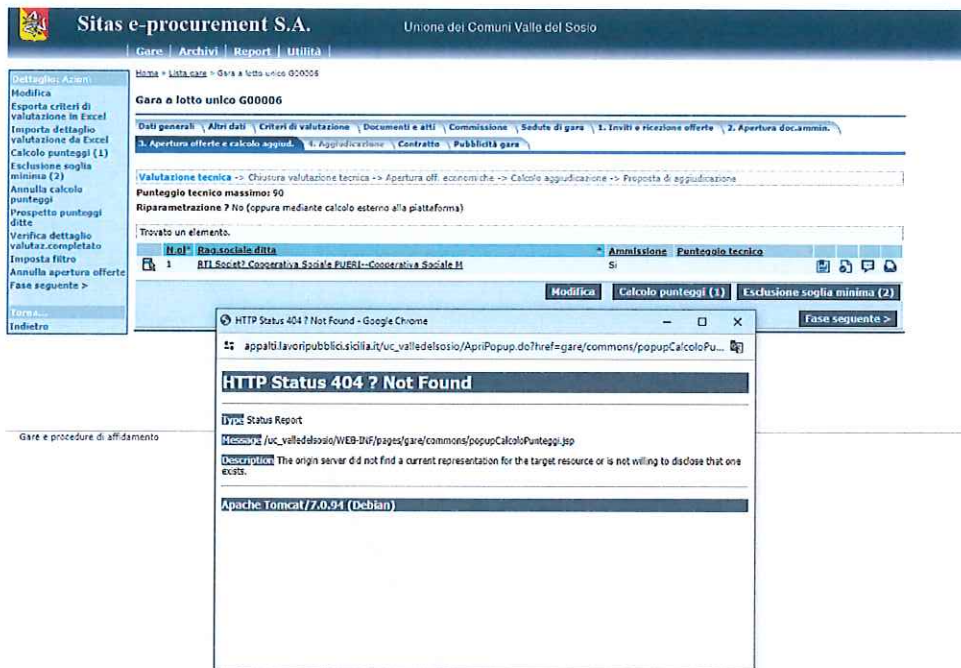 Sitas e-procurement S.A.
Unione dei Comuni Valle del Sosio
| Gare | Archivi | Report | Utilità |
Home » Lista gare » Gara a lotto unico G00006
Dettaglio: Azioni
Modifica
Esporta criteri di
valutazione in Excel
Importa dettaglio
valutazione da Excel
Calcolo punteggi (1)
Esclusione soglia
minima (2)
Annulla calcolo
punteggi
Prospetto punteggi
ditte
Verifica dettaglio
valutaz.completato
Imposta filtro
Annulla apertura offerte
Fase seguente >
Torna...
Indietro
Gara a lotto unico G00006
Dati generali \ Altri dati \ Criteri di valutazione \ Documenti e atti \ Commissione \ Sedute di gara \ 1. Inviti e ricezione offerte \ 2. Apertura doc.ammin. \
3. Apertura offerte e calcolo aggiud. \ 4. Aggiudicazione \ Contratto \ Pubblicità gara \
Valutazione tecnica -> Chiusura valutazione tecnica -> Apertura off. economiche -> Calcolo aggiudicazione -> Proposta di aggiudicazione
Punteggio tecnico massimo: 90
Riparametrazione ? No (oppure mediante calcolo esterno alla piattaforma)
Trovato un elemento.
N.pl° Rag.sociale ditta Ammissione Punteggio tecnico
1 RTI Societ? Cooperativa Sociale PUERI--Cooperativa Sociale M Si
Modifica Calcolo punteggi (1) Esclusione soglia minima (2)
Fase seguente >
HTTP Status 404 ? Not Found - Google Chrome
appalti.lavoripubblici.sicilia.it/uc_valledelsosio/ApriPopup.do?href=gare/commons/popupCalcoloPu...
HTTP Status 404 ? Not Found
Type Status Report
Message /uc_valledelsosio/WEB-INF/pages/gare/commons/popupCalcoloPunteggi.jsp
Description The origin server did not find a current representation for the target resource or is not willing to disclose that one
exists.
Apache Tomcat/7.0.94 (Debian)
Gare e procedure di affidamento